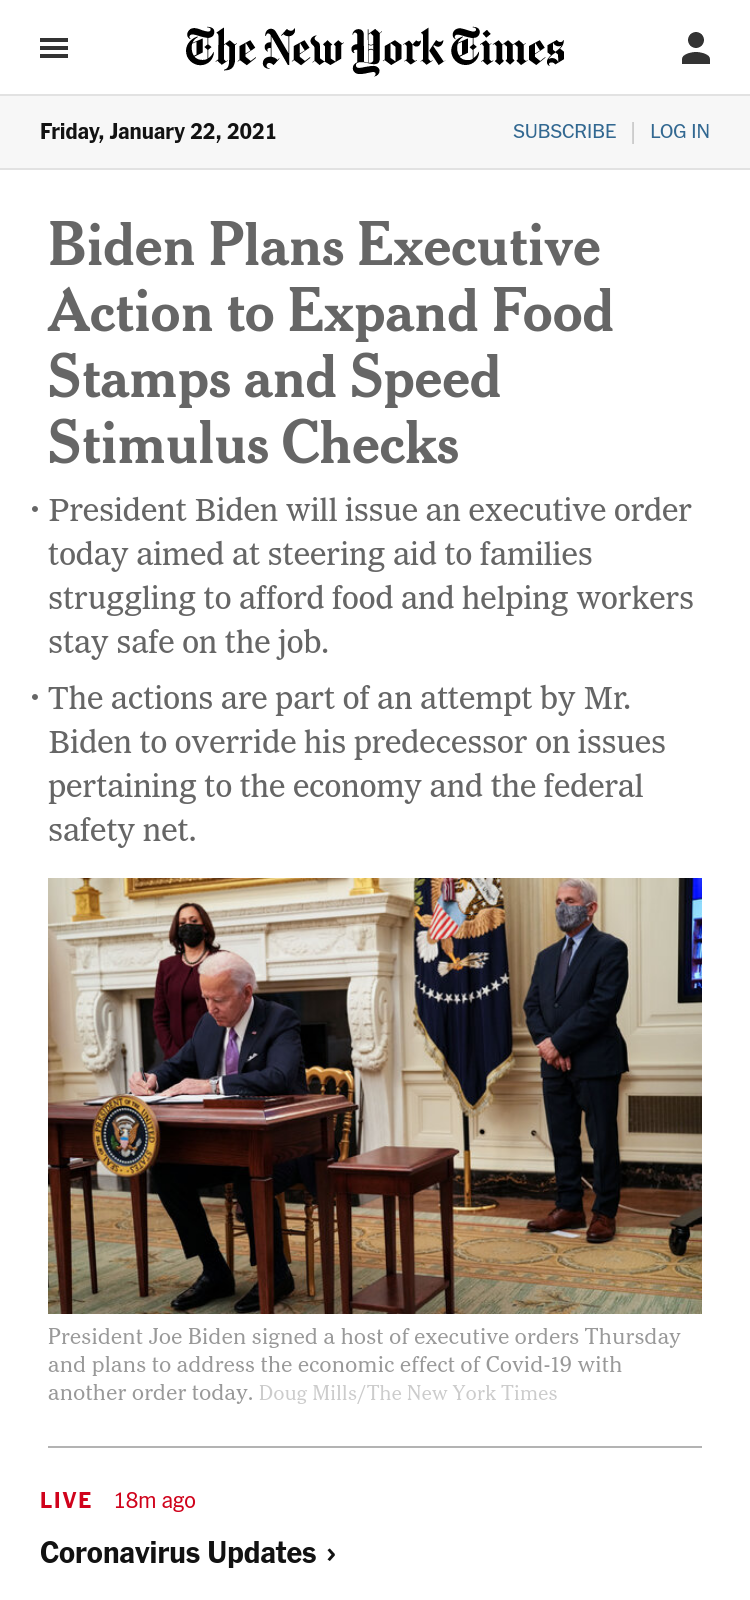 The New York Times
Friday, January 22, 2021
SUBSCRIBE | LOG IN
Biden Plans Executive
Action to Expand Food
Stamps and Speed
Stimulus Checks
• President Biden will issue an executive order
today aimed at steering aid to families
struggling to afford food and helping workers
stay safe on the job.
• The actions are part of an attempt by Mr.
Biden to override his predecessor on issues
pertaining to the economy and the federal
safety net.
President Joe Biden signed a host of executive orders Thursday
and plans to address the economic effect of Covid-19 with
another order today. Doug Mills/The New York Times
LIVE 18m ago
Coronavirus Updates ›